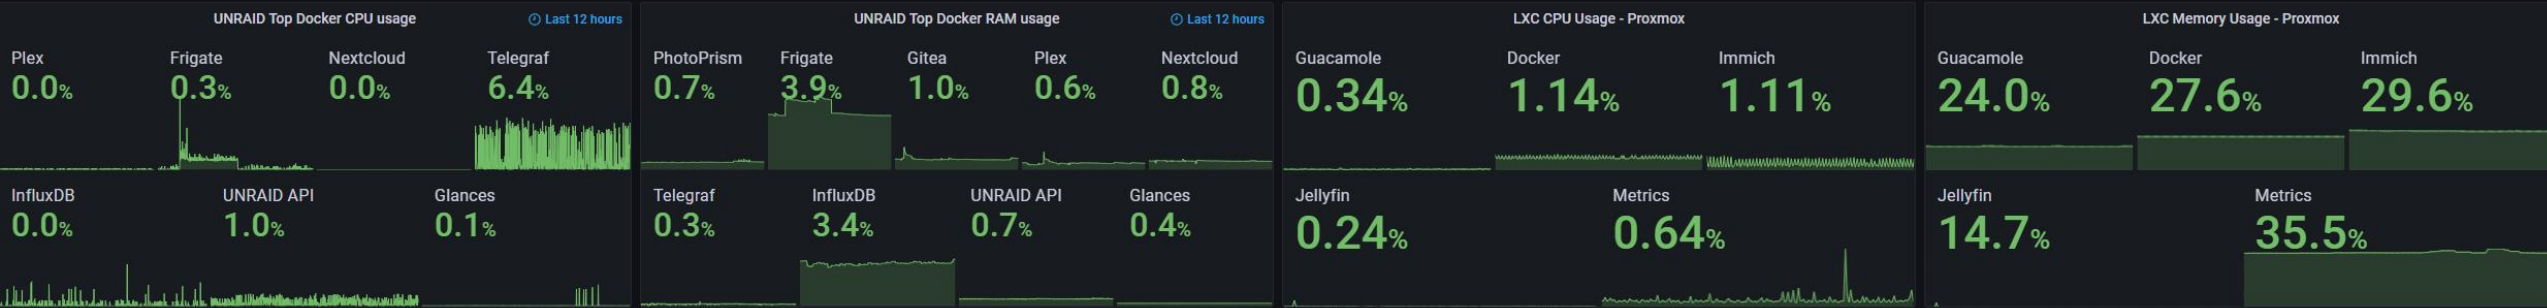 UNRAID Top Docker CPU usage
Last 12 hours
Plex
0.0%
Frigate
0.3%
Nextcloud
0.0%
Telegraf
6.4%
InfluxDB
0.0%
UNRAID API
1.0%
Glances
0.1%
UNRAID Top Docker RAM usage
Last 12 hours
PhotoPrism
0.7%
Frigate
3.9%
Gitea
1.0%
Plex
0.6%
Nextcloud
0.8%
Telegraf
0.3%
InfluxDB
3.4%
UNRAID API
0.7%
Glances
0.4%
LXC CPU Usage - Proxmox
Guacamole
0.34%
Docker
1.14%
Immich
1.11%
Jellyfin
0.24%
Metrics
0.64%
LXC Memory Usage - Proxmox
Guacamole
24.0%
Docker
27.6%
Immich
29.6%
Jellyfin
14.7%
Metrics
35.5%